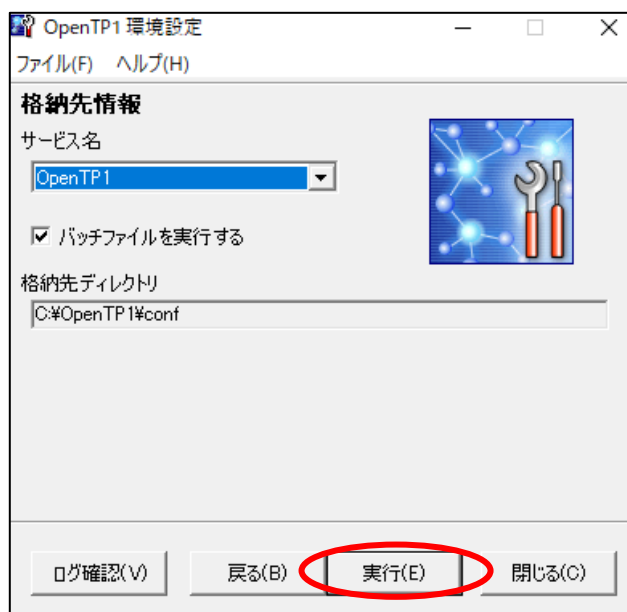 OpenTP1 環境設定
ファイル(F) ヘルプ(H)
格納先情報
サービス名
OpenTP1
バッチファイルを実行する
格納先ディレクトリ
C:¥OpenTP1¥conf
ログ確認(V) 戻る(B) 実行(E) 閉じる(C)